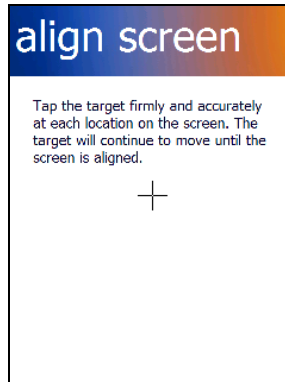 align screen
Tap the target firmly and accurately
at each location on the screen. The
target will continue to move until the
screen is aligned.